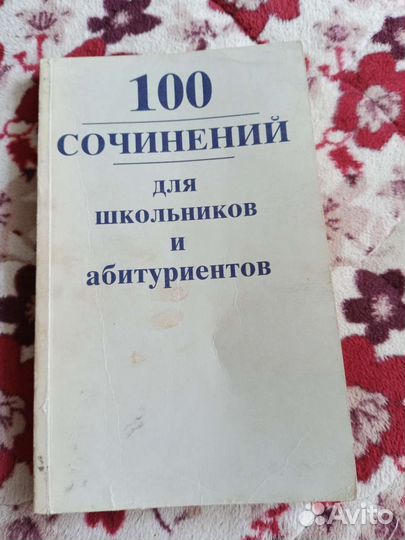 100
СОЧИНЕНИЙ
для
школьников
и
абитуриентов
Avito